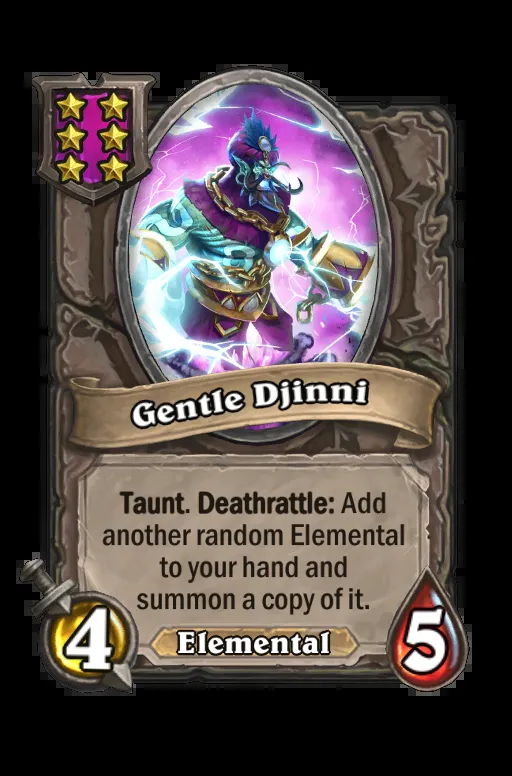 Gentle Djinni
Taunt. Deathrattle: Add
another random Elemental
to your hand and
summon a copy of it.
4
Elemental
5